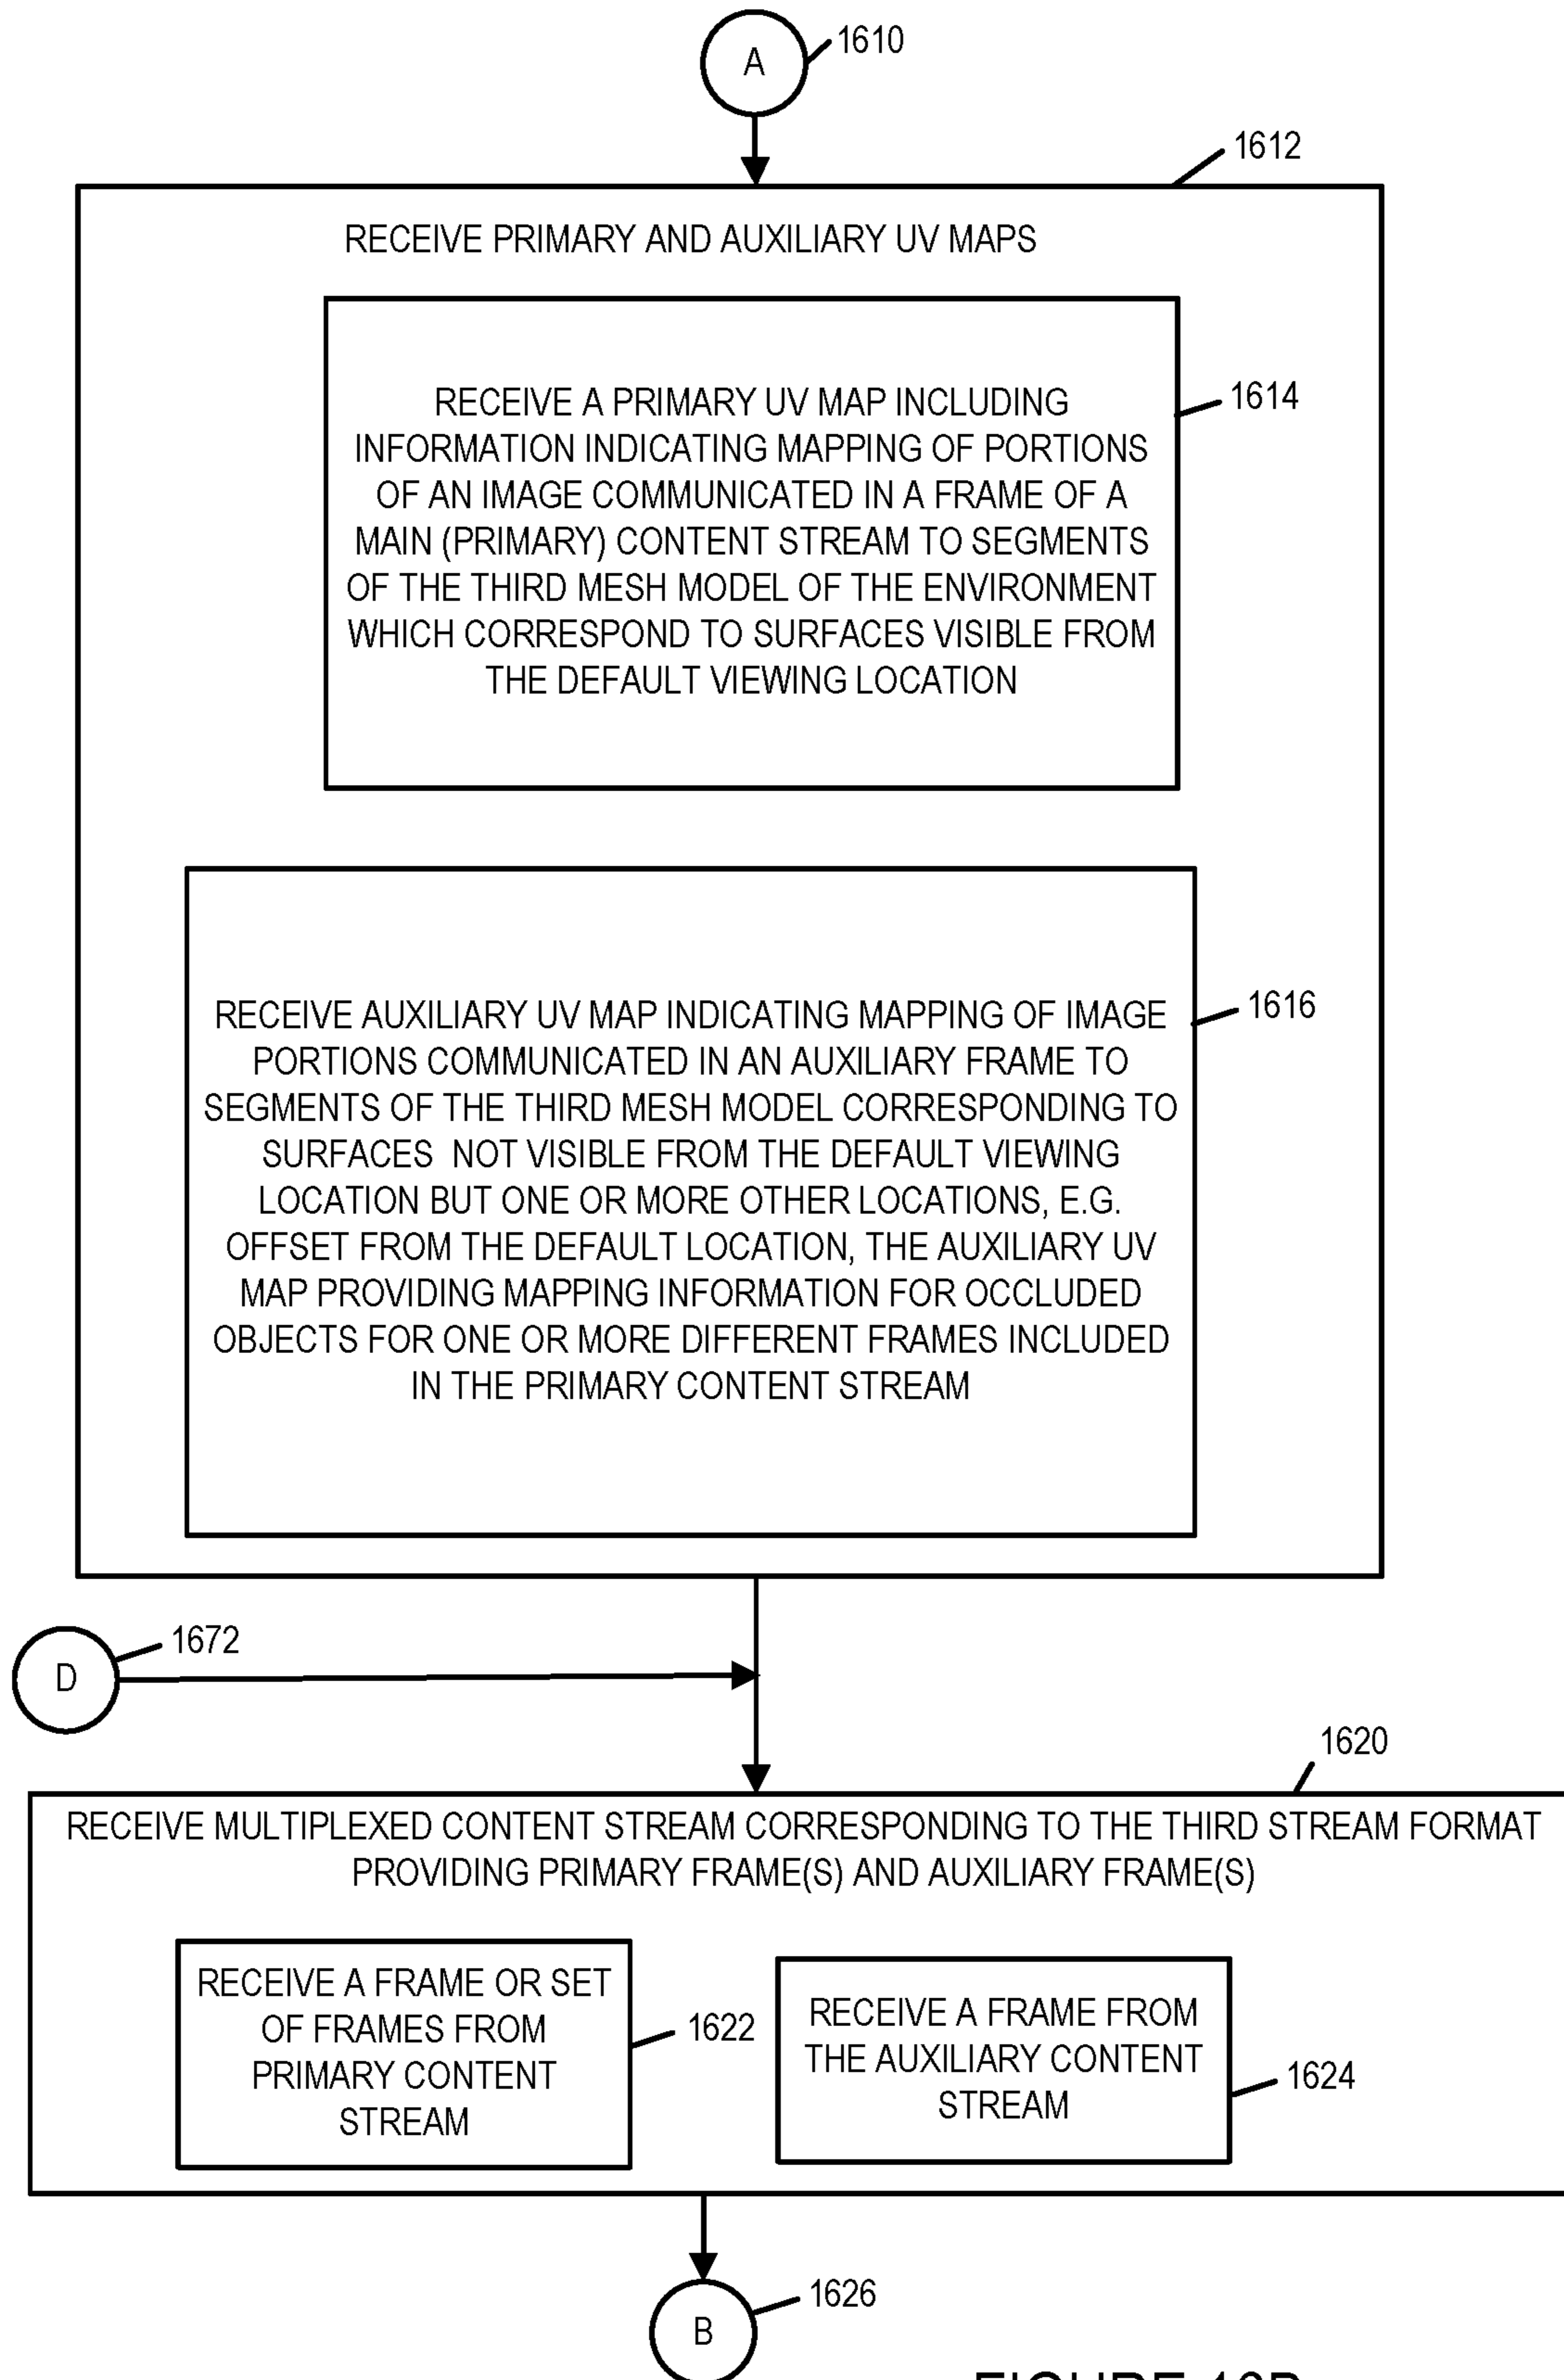 A
1610
1612
RECEIVE PRIMARY AND AUXILIARY UV MAPS
RECEIVE A PRIMARY UV MAP INCLUDING
INFORMATION INDICATING MAPPING OF PORTIONS
OF AN IMAGE COMMUNICATED IN A FRAME OF A
MAIN (PRIMARY) CONTENT STREAM TO SEGMENTS
OF THE THIRD MESH MODEL OF THE ENVIRONMENT
WHICH CORRESPOND TO SURFACES VISIBLE FROM
THE DEFAULT VIEWING LOCATION
1614
RECEIVE AUXILIARY UV MAP INDICATING MAPPING OF IMAGE
PORTIONS COMMUNICATED IN AN AUXILIARY FRAME TO
SEGMENTS OF THE THIRD MESH MODEL CORRESPONDING TO
SURFACES NOT VISIBLE FROM THE DEFAULT VIEWING
LOCATION BUT ONE OR MORE OTHER LOCATIONS, E.G.
OFFSET FROM THE DEFAULT LOCATION, THE AUXILIARY UV
MAP PROVIDING MAPPING INFORMATION FOR OCCLUDED
OBJECTS FOR ONE OR MORE DIFFERENT FRAMES INCLUDED
IN THE PRIMARY CONTENT STREAM
1616
D
1672
1620
RECEIVE MULTIPLEXED CONTENT STREAM CORRESPONDING TO THE THIRD STREAM FORMAT
PROVIDING PRIMARY FRAME(S) AND AUXILIARY FRAME(S)
RECEIVE A FRAME OR SET
OF FRAMES FROM
PRIMARY CONTENT
STREAM
1622
RECEIVE A FRAME FROM
THE AUXILIARY CONTENT
STREAM
1624
B
1626